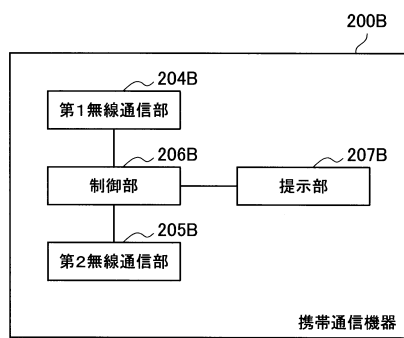 200B
204B
第1無線通信部
206B
207B
制御部
提示部
205B
第2無線通信部
携帯通信機器